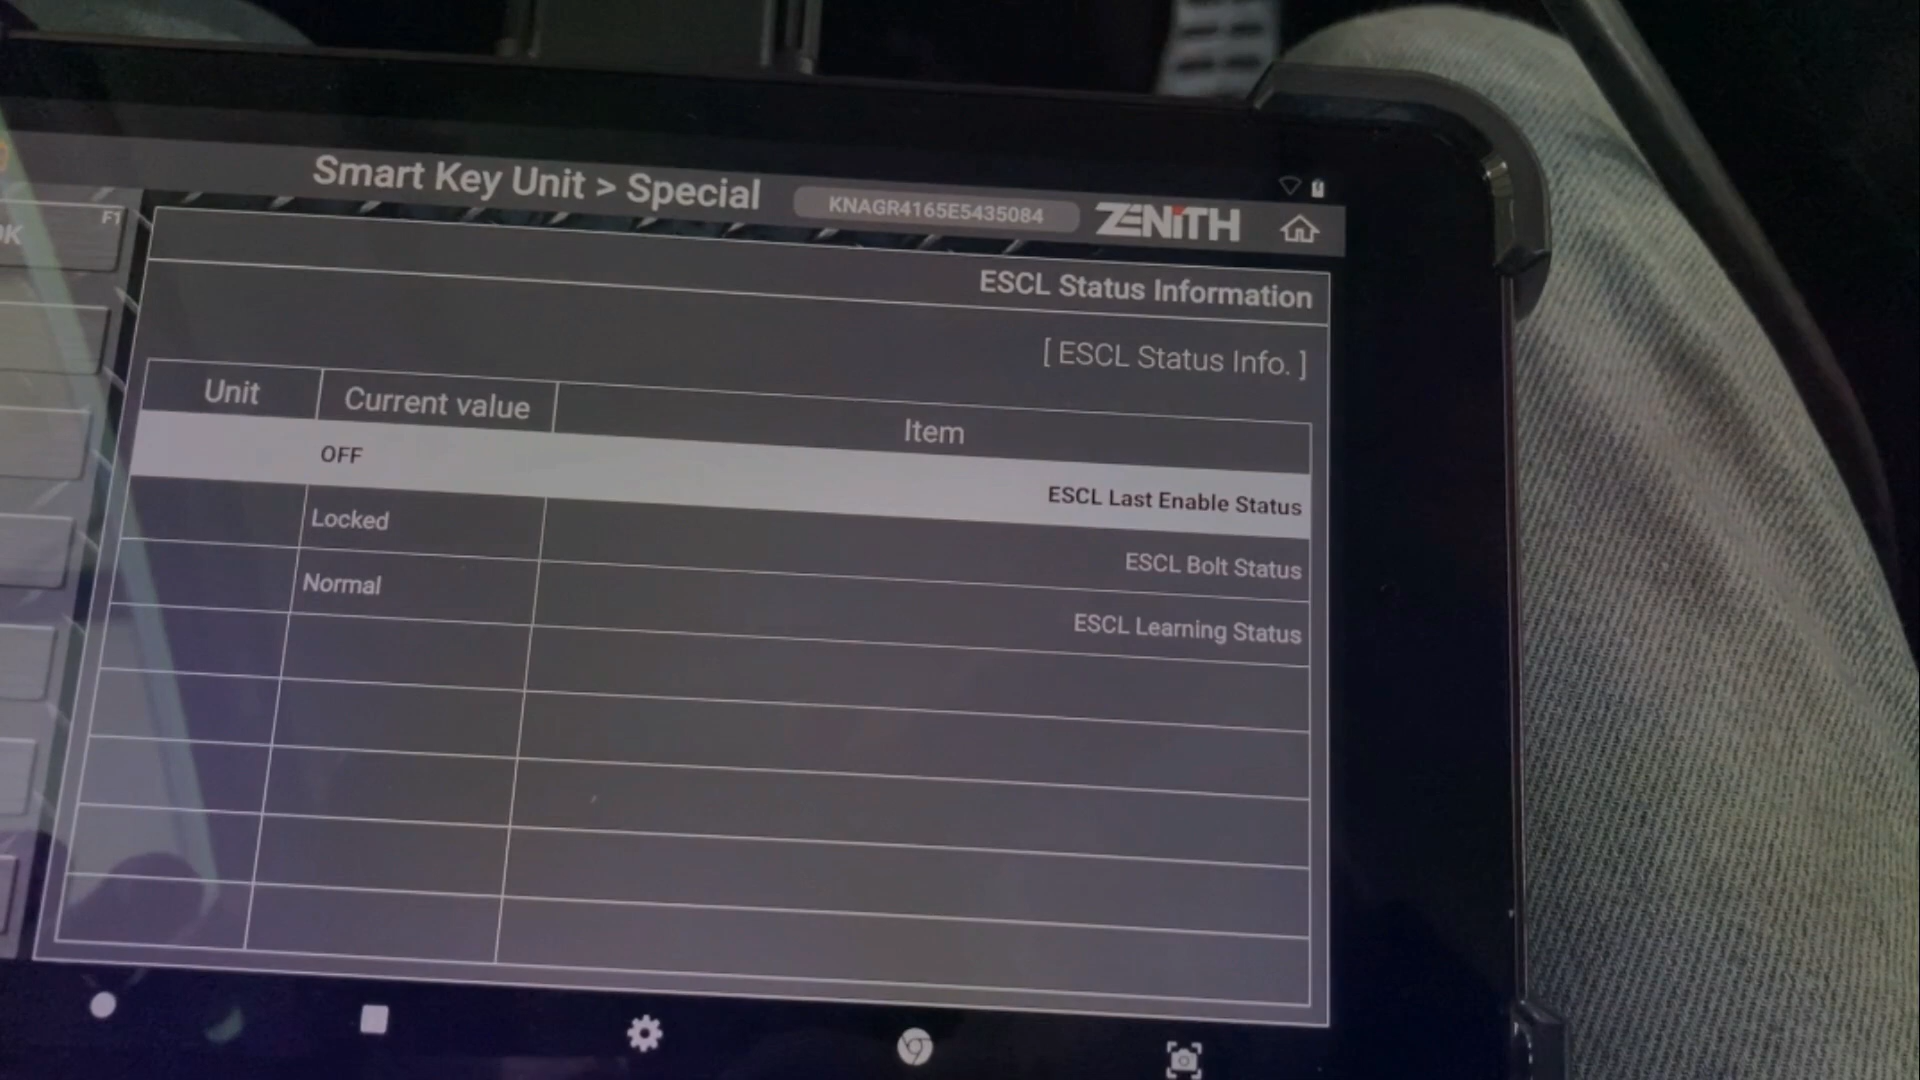 Smart Key Unit > Special
KNAGR4165E5435084
ZENITH
F1
OK
ESCL Status Information
[ ESCL Status Info. ]
Unit Current value Item
OFF ESCL Last Enable Status
Locked ESCL Bolt Status
Normal ESCL Learning Status